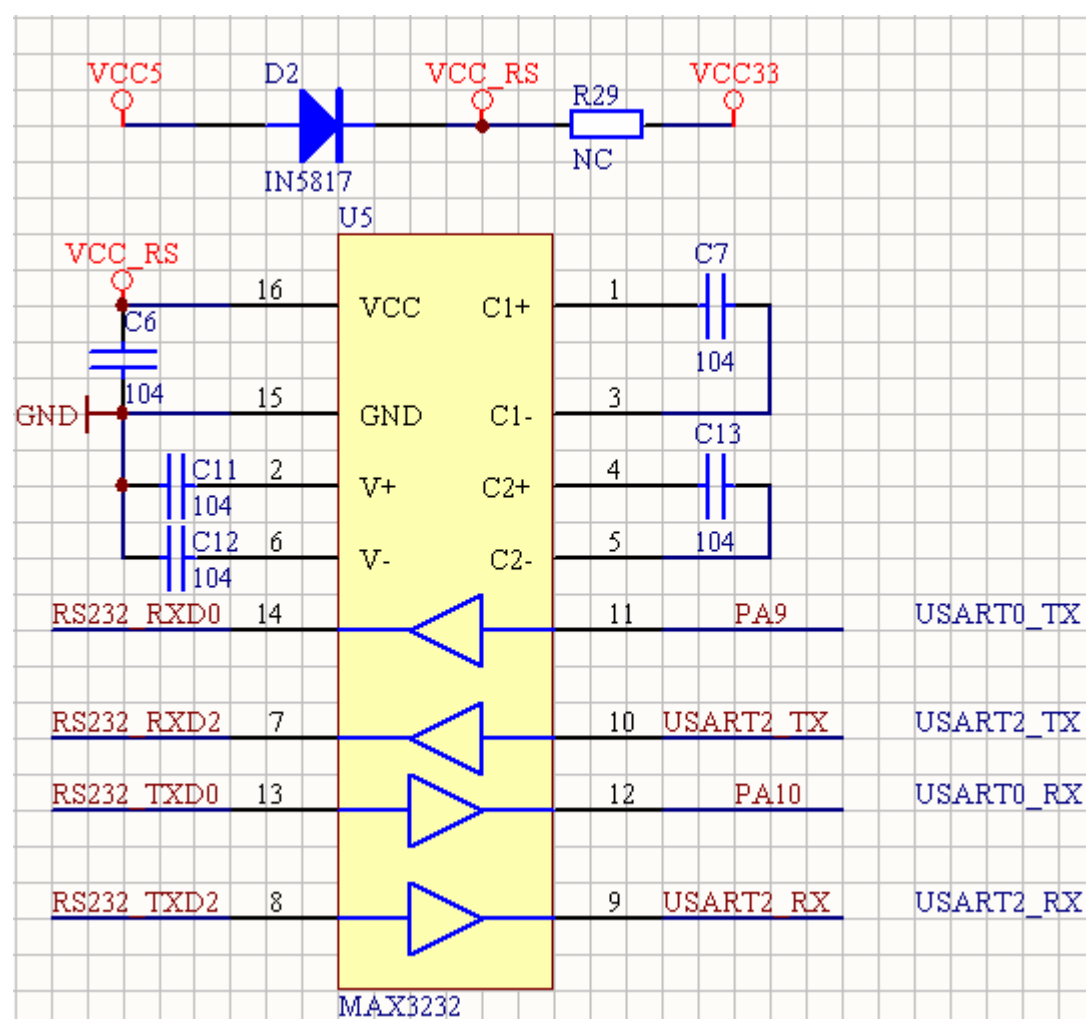 VCC5 D2 VCC_RS VCC33
R29
NC
IN5817
U5
VCC_RS C7
16 VCC C1+ 1
C6
104 104
GND 15 GND C1- 3
C13
C11 2 V+ C2+ 4
104
C12 6 V- C2- 5 104
104
RS232_RXD0 14 11 PA9 USART0_TX
RS232_RXD2 7 10 USART2_TX USART2_TX
RS232_TXD0 13 12 PA10 USART0_RX
RS232_TXD2 8 9 USART2_RX USART2_RX
MAX3232